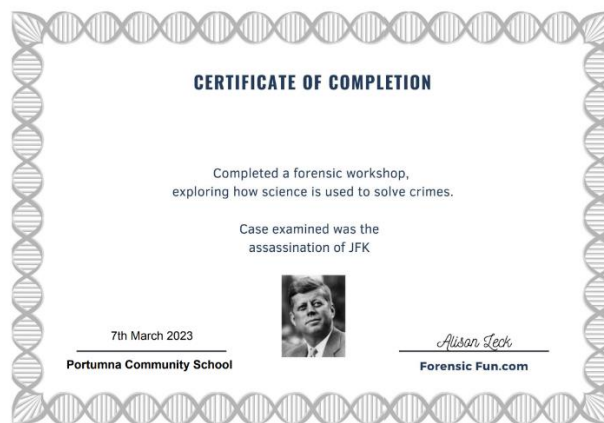 CERTIFICATE OF COMPLETION
Completed a forensic workshop,
exploring how science is used to solve crimes.
Case examined was the
assassination of JFK
7th March 2023
Portumna Community School
Alison Leck
Forensic Fun.com